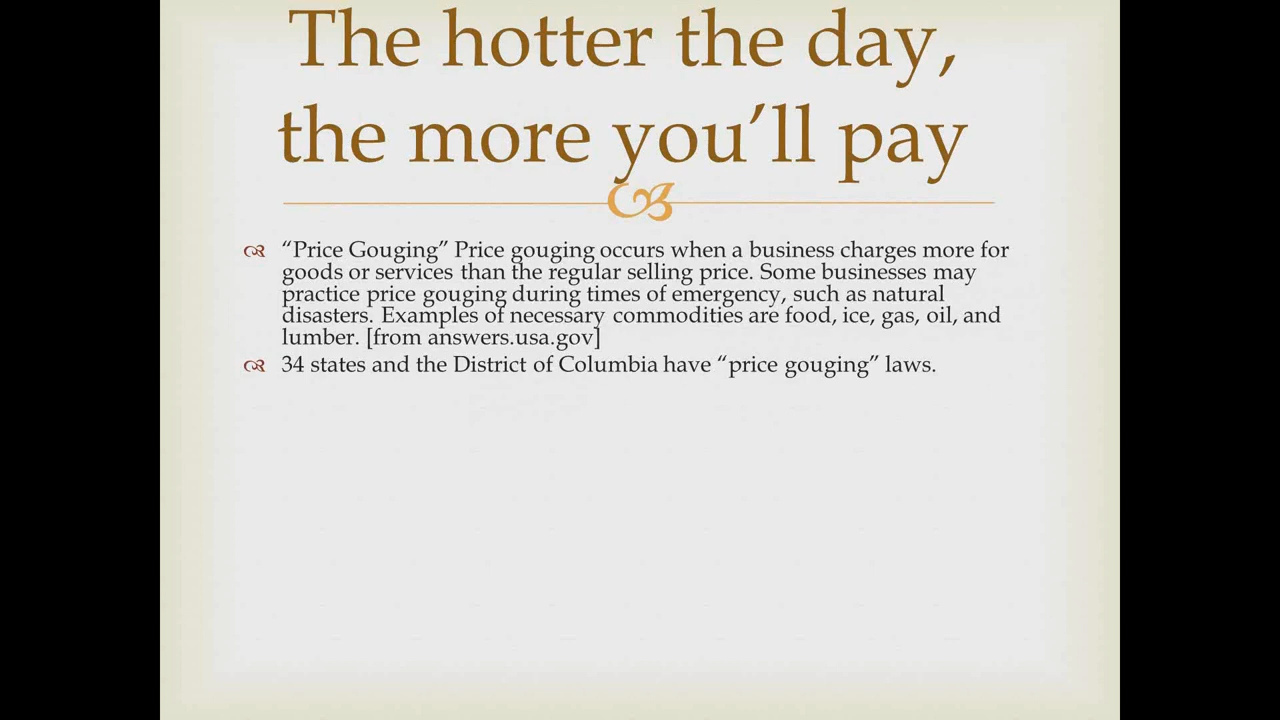 The hotter the day,
the more you’ll pay
“Price Gouging” Price gouging occurs when a business charges more for
goods or services than the regular selling price. Some businesses may
practice price gouging during times of emergency, such as natural
disasters. Examples of necessary commodities are food, ice, gas, oil, and
lumber. [from answers.usa.gov]
34 states and the District of Columbia have “price gouging” laws.